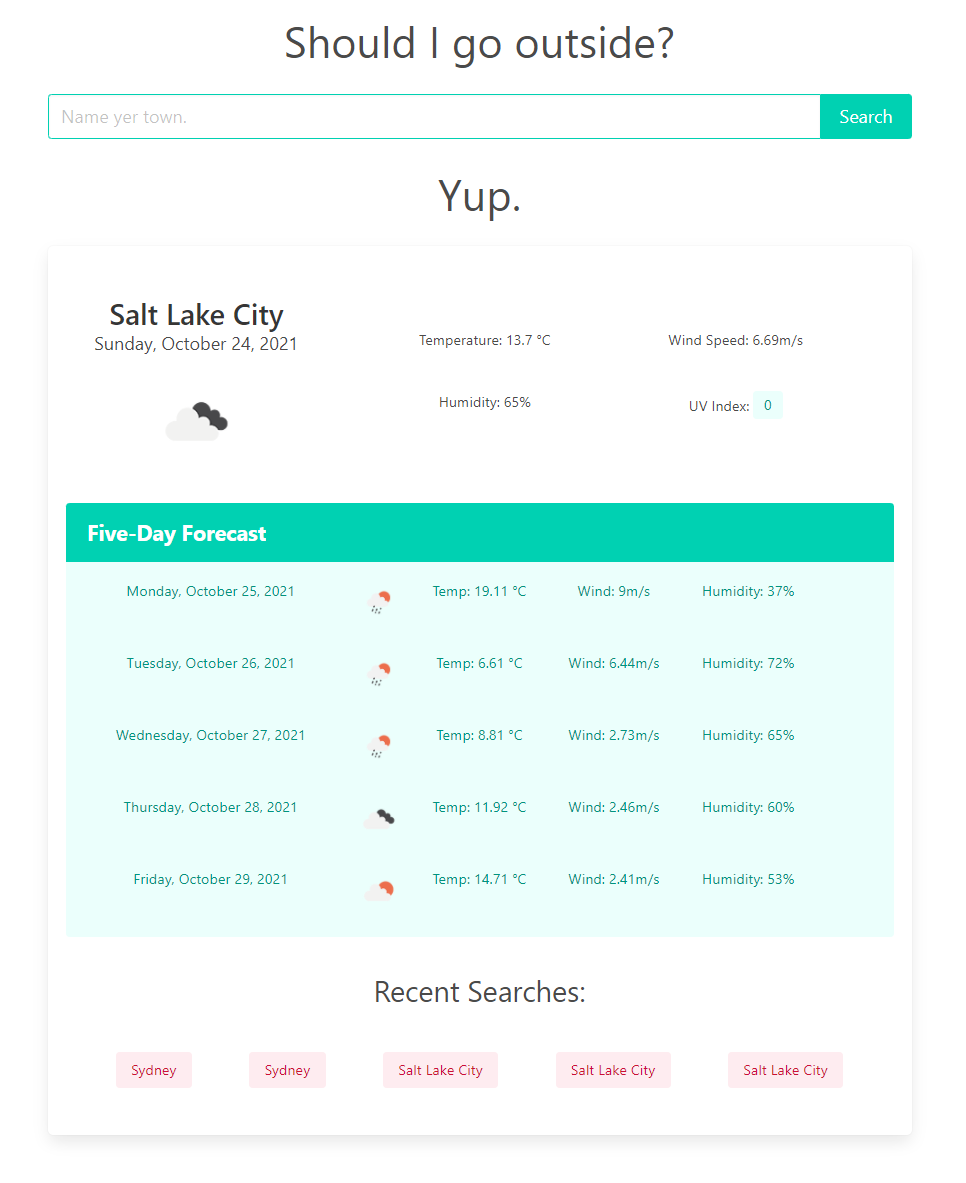 Should I go outside?
Name yer town.
Search
Yup.
Salt Lake City
Sunday, October 24, 2021
Temperature: 13.7 °C
Wind Speed: 6.69m/s
Humidity: 65%
UV Index: 0
Five-Day Forecast
Monday, October 25, 2021 Temp: 19.11 °C Wind: 9m/s Humidity: 37%
Tuesday, October 26, 2021 Temp: 6.61 °C Wind: 6.44m/s Humidity: 72%
Wednesday, October 27, 2021 Temp: 8.81 °C Wind: 2.73m/s Humidity: 65%
Thursday, October 28, 2021 Temp: 11.92 °C Wind: 2.46m/s Humidity: 60%
Friday, October 29, 2021 Temp: 14.71 °C Wind: 2.41m/s Humidity: 53%
Recent Searches:
Sydney Sydney Salt Lake City Salt Lake City Salt Lake City